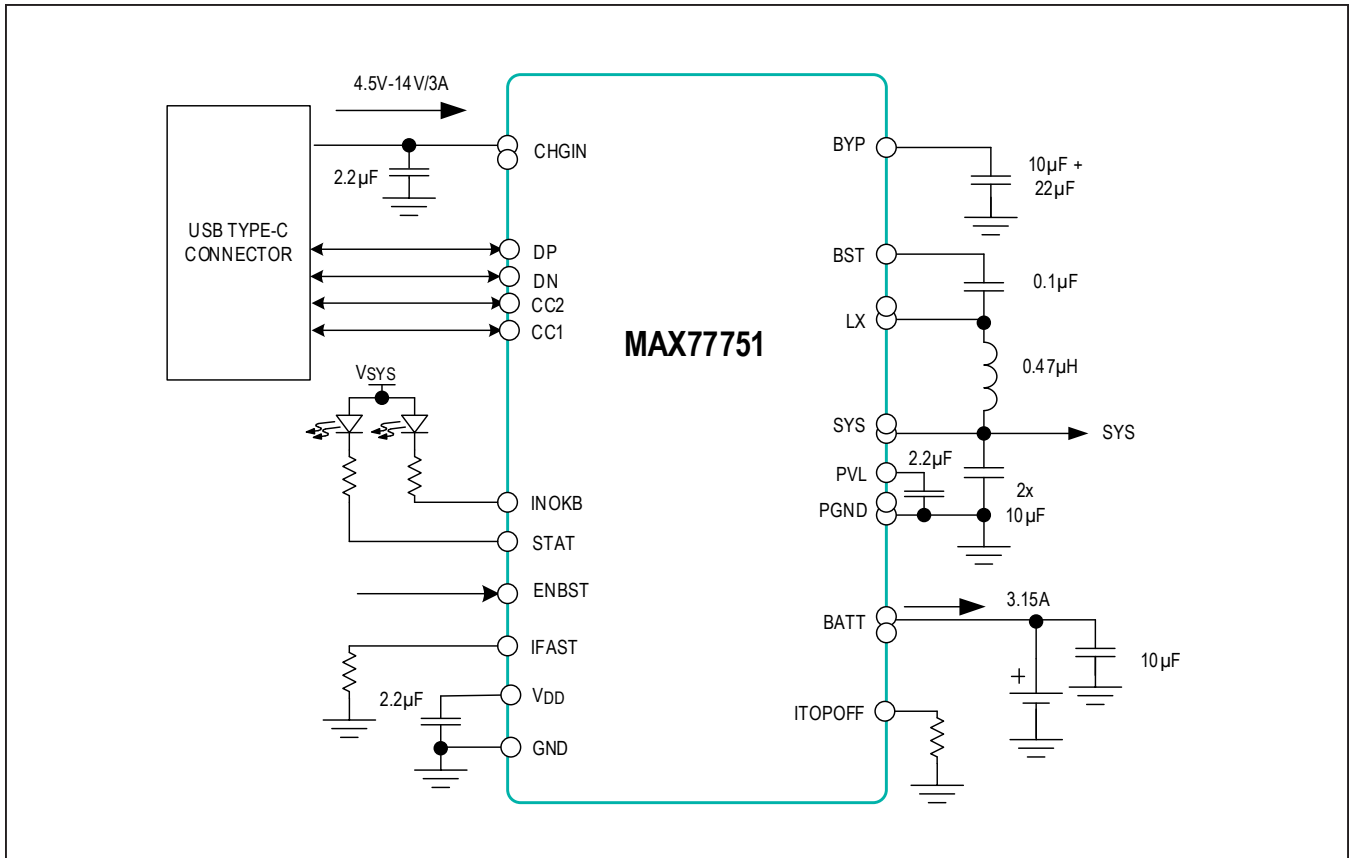 4.5V-14V/3A
USB TYPE-C
CONNECTOR
2.2µF
CHGIN
DP
DN
CC2
CC1
VSYS
INOKB
STAT
ENBST
IFAST
2.2µF
VDD
GND
MAX77751
BYP
10µF +
22µF
BST
0.1µF
LX
0.47µH
SYS
SYS
2.2µF
PVL
PGND
2x
10µF
BATT
3.15A
+
10µF
ITOPOFF